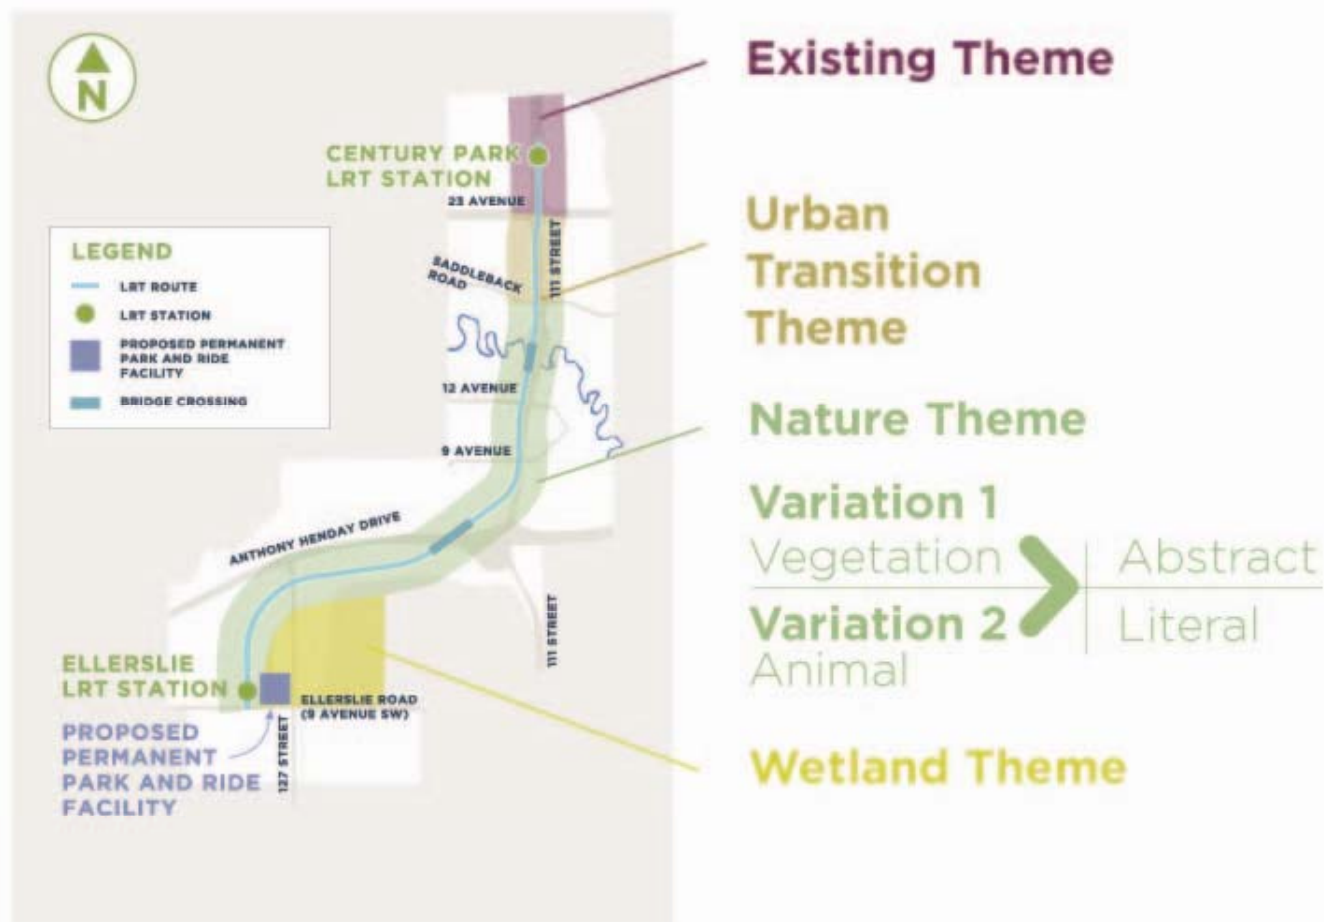 N
CENTURY PARK
LRT STATION
23 AVENUE
111 STREET
SADDLEBACK
ROAD
12 AVENUE
9 AVENUE
ANTHONY HENDAY DRIVE
111 STREET
ELLERSLIE
LRT STATION
ELLERSLIE ROAD
(9 AVENUE SW)
127 STREET
PROPOSED
PERMANENT
PARK AND RIDE
FACILITY
LEGEND
LRT ROUTE
LRT STATION
PROPOSED PERMANENT
PARK AND RIDE
FACILITY
BRIDGE CROSSING
Existing Theme
Urban
Transition
Theme
Nature Theme
Variation 1
Vegetation
Abstract
Variation 2
Animal
Literal
Wetland Theme